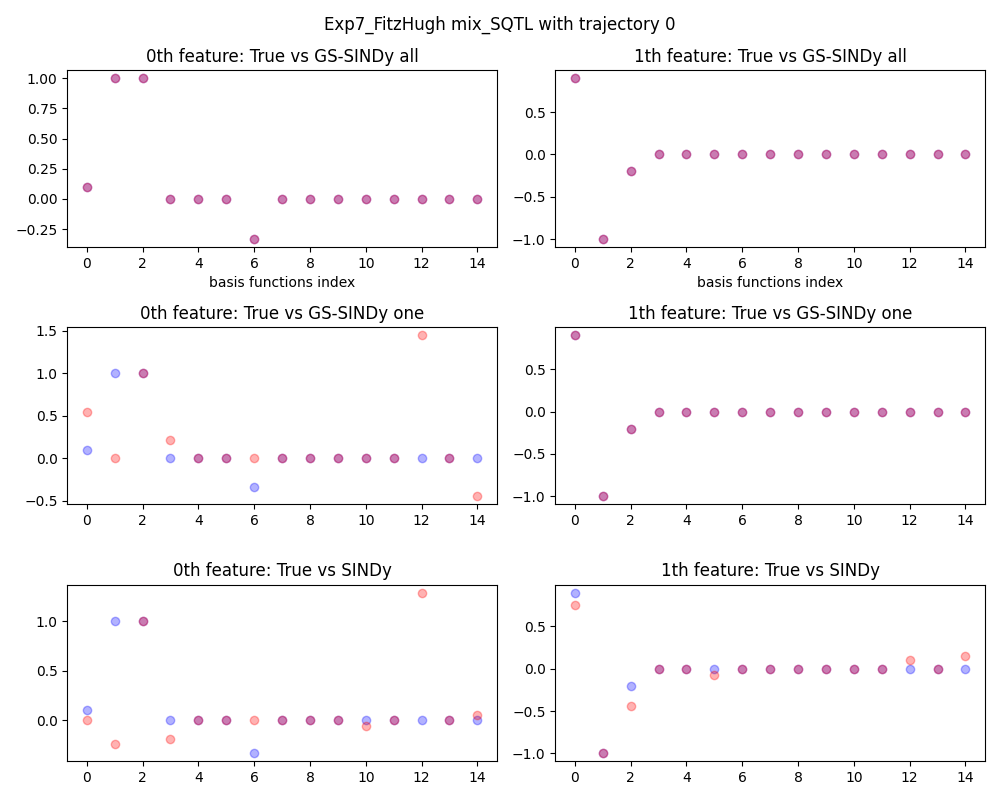 Exp7_FitzHugh mix_SQTL with trajectory 0
0th feature: True vs GS-SINDy all
1.00
0.75
0.50
0.25
0.00
−0.25
0 2 4 6 8 10 12 14
basis functions index
1th feature: True vs GS-SINDy all
0.5
0.0
−0.5
−1.0
0 2 4 6 8 10 12 14
basis functions index
0th feature: True vs GS-SINDy one
1.5
1.0
0.5
0.0
−0.5
0 2 4 6 8 10 12 14
1th feature: True vs GS-SINDy one
0.5
0.0
−0.5
−1.0
0 2 4 6 8 10 12 14
0th feature: True vs SINDy
1.0
0.5
0.0
0 2 4 6 8 10 12 14
1th feature: True vs SINDy
0.5
0.0
−0.5
−1.0
0 2 4 6 8 10 12 14